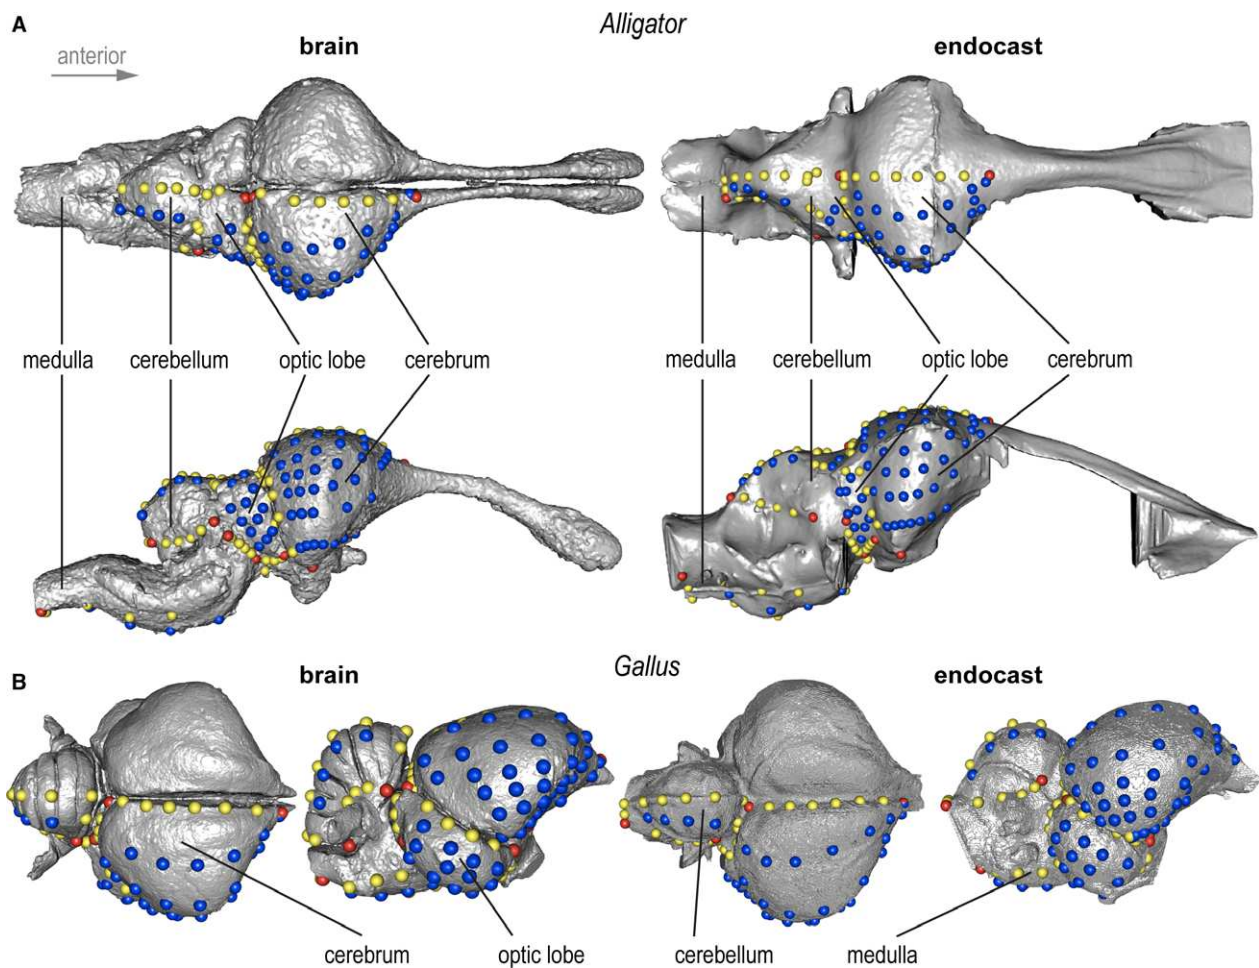 A
Alligator
brain
endocast
anterior
medulla
cerebellum
optic lobe
cerebrum
medulla
cerebellum
optic lobe
cerebrum
B
brain
Gallus
endocast
cerebrum
optic lobe
cerebellum
medulla